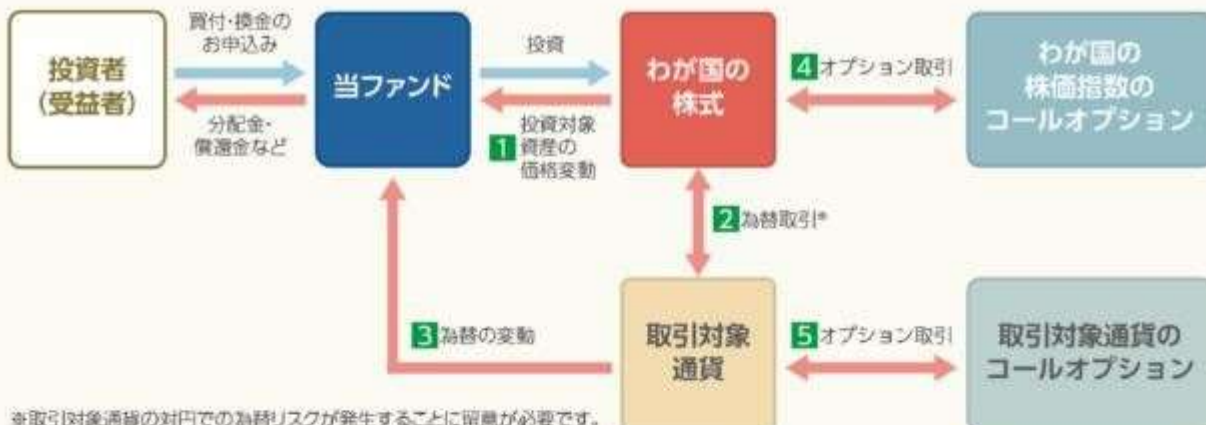 投資者
(受益者)
買付・換金の
お申込み
分配金・
償還金など
当ファンド
投資
1 投資対象
資産の
価格変動
わが国の
株式
4 オプション取引
わが国の
株価指数の
コールオプション
2 為替取引*
3 為替の変動
取引対象
通貨
5 オプション取引
取引対象通貨の
コールオプション
※取引対象通貨の対円での為替リスクが発生することに留意が必要です。